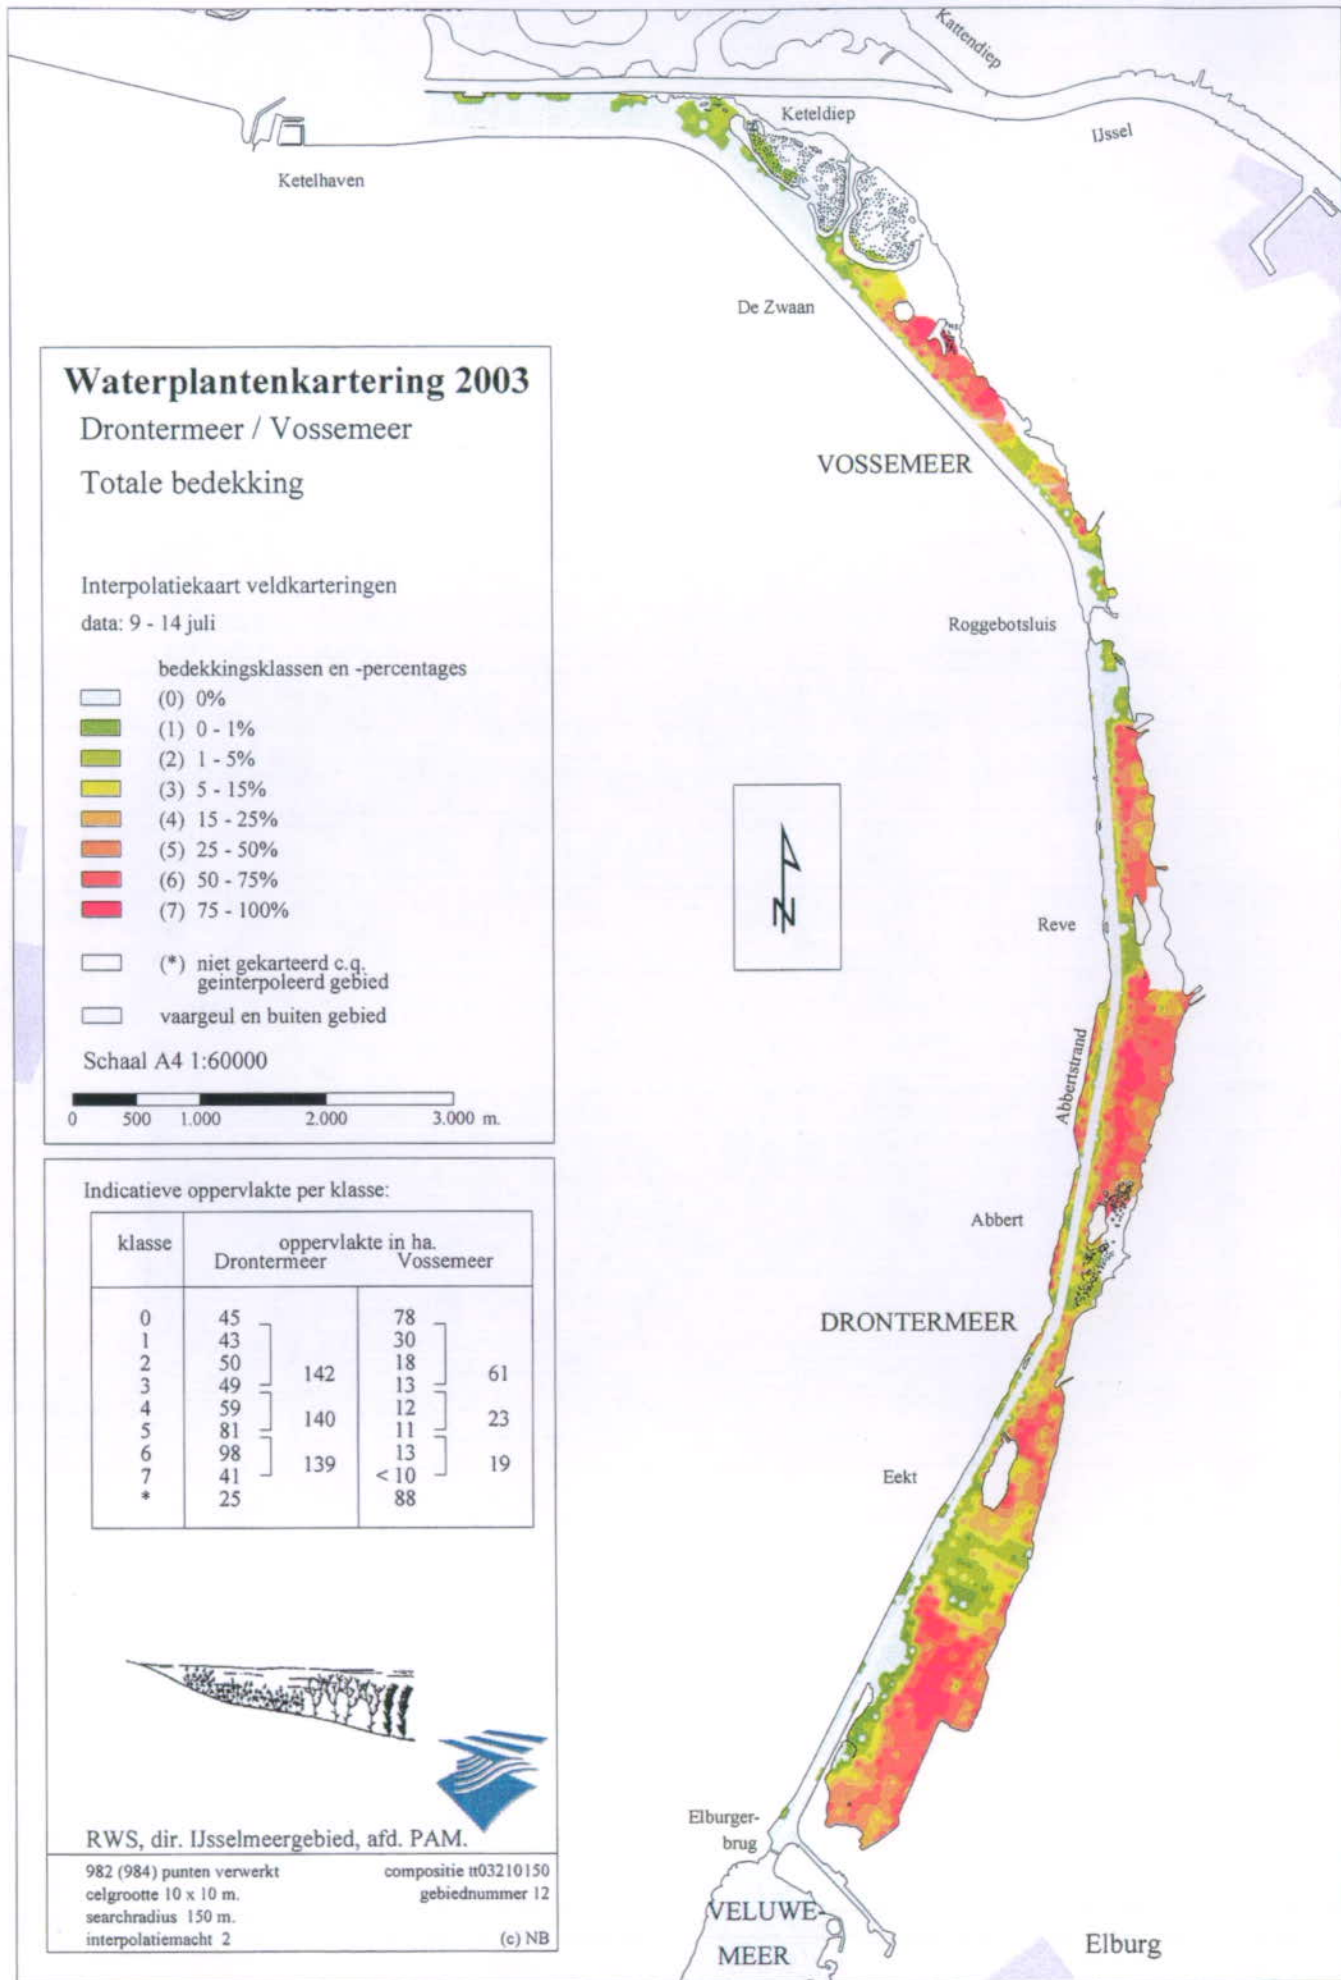 Kattendiep
Keteldiep
IJssel
Ketelhaven
De Zwaan
Waterplantenkartering 2003
Drontermeer / Vossemeer
Totale bedekking
VOSSEMEER
Interpolatiekaart veldkarteringen
data: 9 - 14 juli
Roggebotsluis
bedekkingsklassen en -percentages
(0) 0%
(1) 0 - 1%
(2) 1 - 5%
(3) 5 - 15%
(4) 15 - 25%
(5) 25 - 50%
(6) 50 - 75%
(7) 75 - 100%
(*) niet gekarteerd c.q.
geinterpoleerd gebied
vaargeul en buiten gebied
Schaal A4 1:60000
0 500 1.000 2.000 3.000 m.
N
Reve
Abbertstrand
Abbert
DRONTERMEER
Eekt
Indicatieve oppervlakte per klasse:
klasse oppervlakte in ha.
Drontermeer Vossemeer
0 45 78
1 43 30
2 50 18
142 61
3 49 13
4 59 12
140 23
5 81 11
6 98 13
139 19
7 41 < 10
* 25 88
RWS, dir. IJsselmeergebied, afd. PAM.
982 (984) punten verwerkt compositie tt03210150
celgrootte 10 x 10 m. gebiednummer 12
searchradius 150 m.
interpolatiemacht 2 (c) NB
Elburger-
brug
VELUWE-
MEER
Elburg